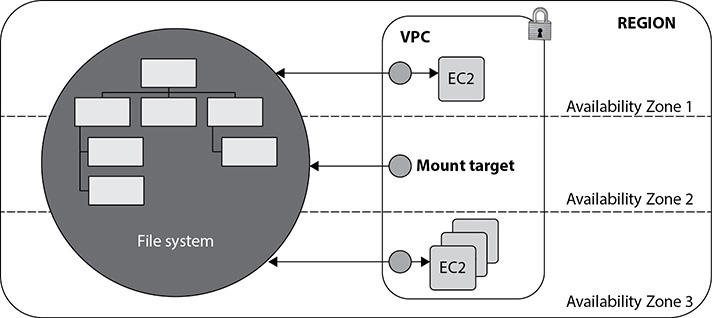 REGION
VPC
EC2
Availability Zone 1
Mount target
Availability Zone 2
File system
EC2
Availability Zone 3